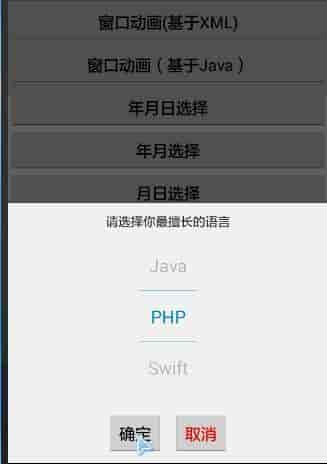 窗口动画(基于XML)
窗口动画（基于Java）
年月日选择
年月选择
月日选择
请选择你最擅长的语言
Java
PHP
Swift
确定 取消